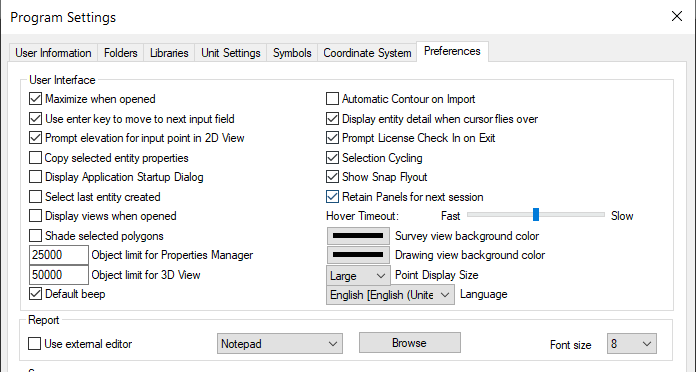 Program Settings
User Information Folders Libraries Unit Settings Symbols Coordinate System Preferences
User Interface
Maximize when opened
Use enter key to move to next input field
Prompt elevation for input point in 2D View
Copy selected entity properties
Display Application Startup Dialog
Select last entity created
Display views when opened
Shade selected polygons
25000 Object limit for Properties Manager
50000 Object limit for 3D View
Default beep
Automatic Contour on Import
Display entity detail when cursor flies over
Prompt License Check In on Exit
Selection Cycling
Show Snap Flyout
Retain Panels for next session
Hover Timeout: Fast Slow
Survey view background color
Drawing view background color
Large Point Display Size
English [English (Unite Language
Report
Use external editor Notepad Browse Font size 8